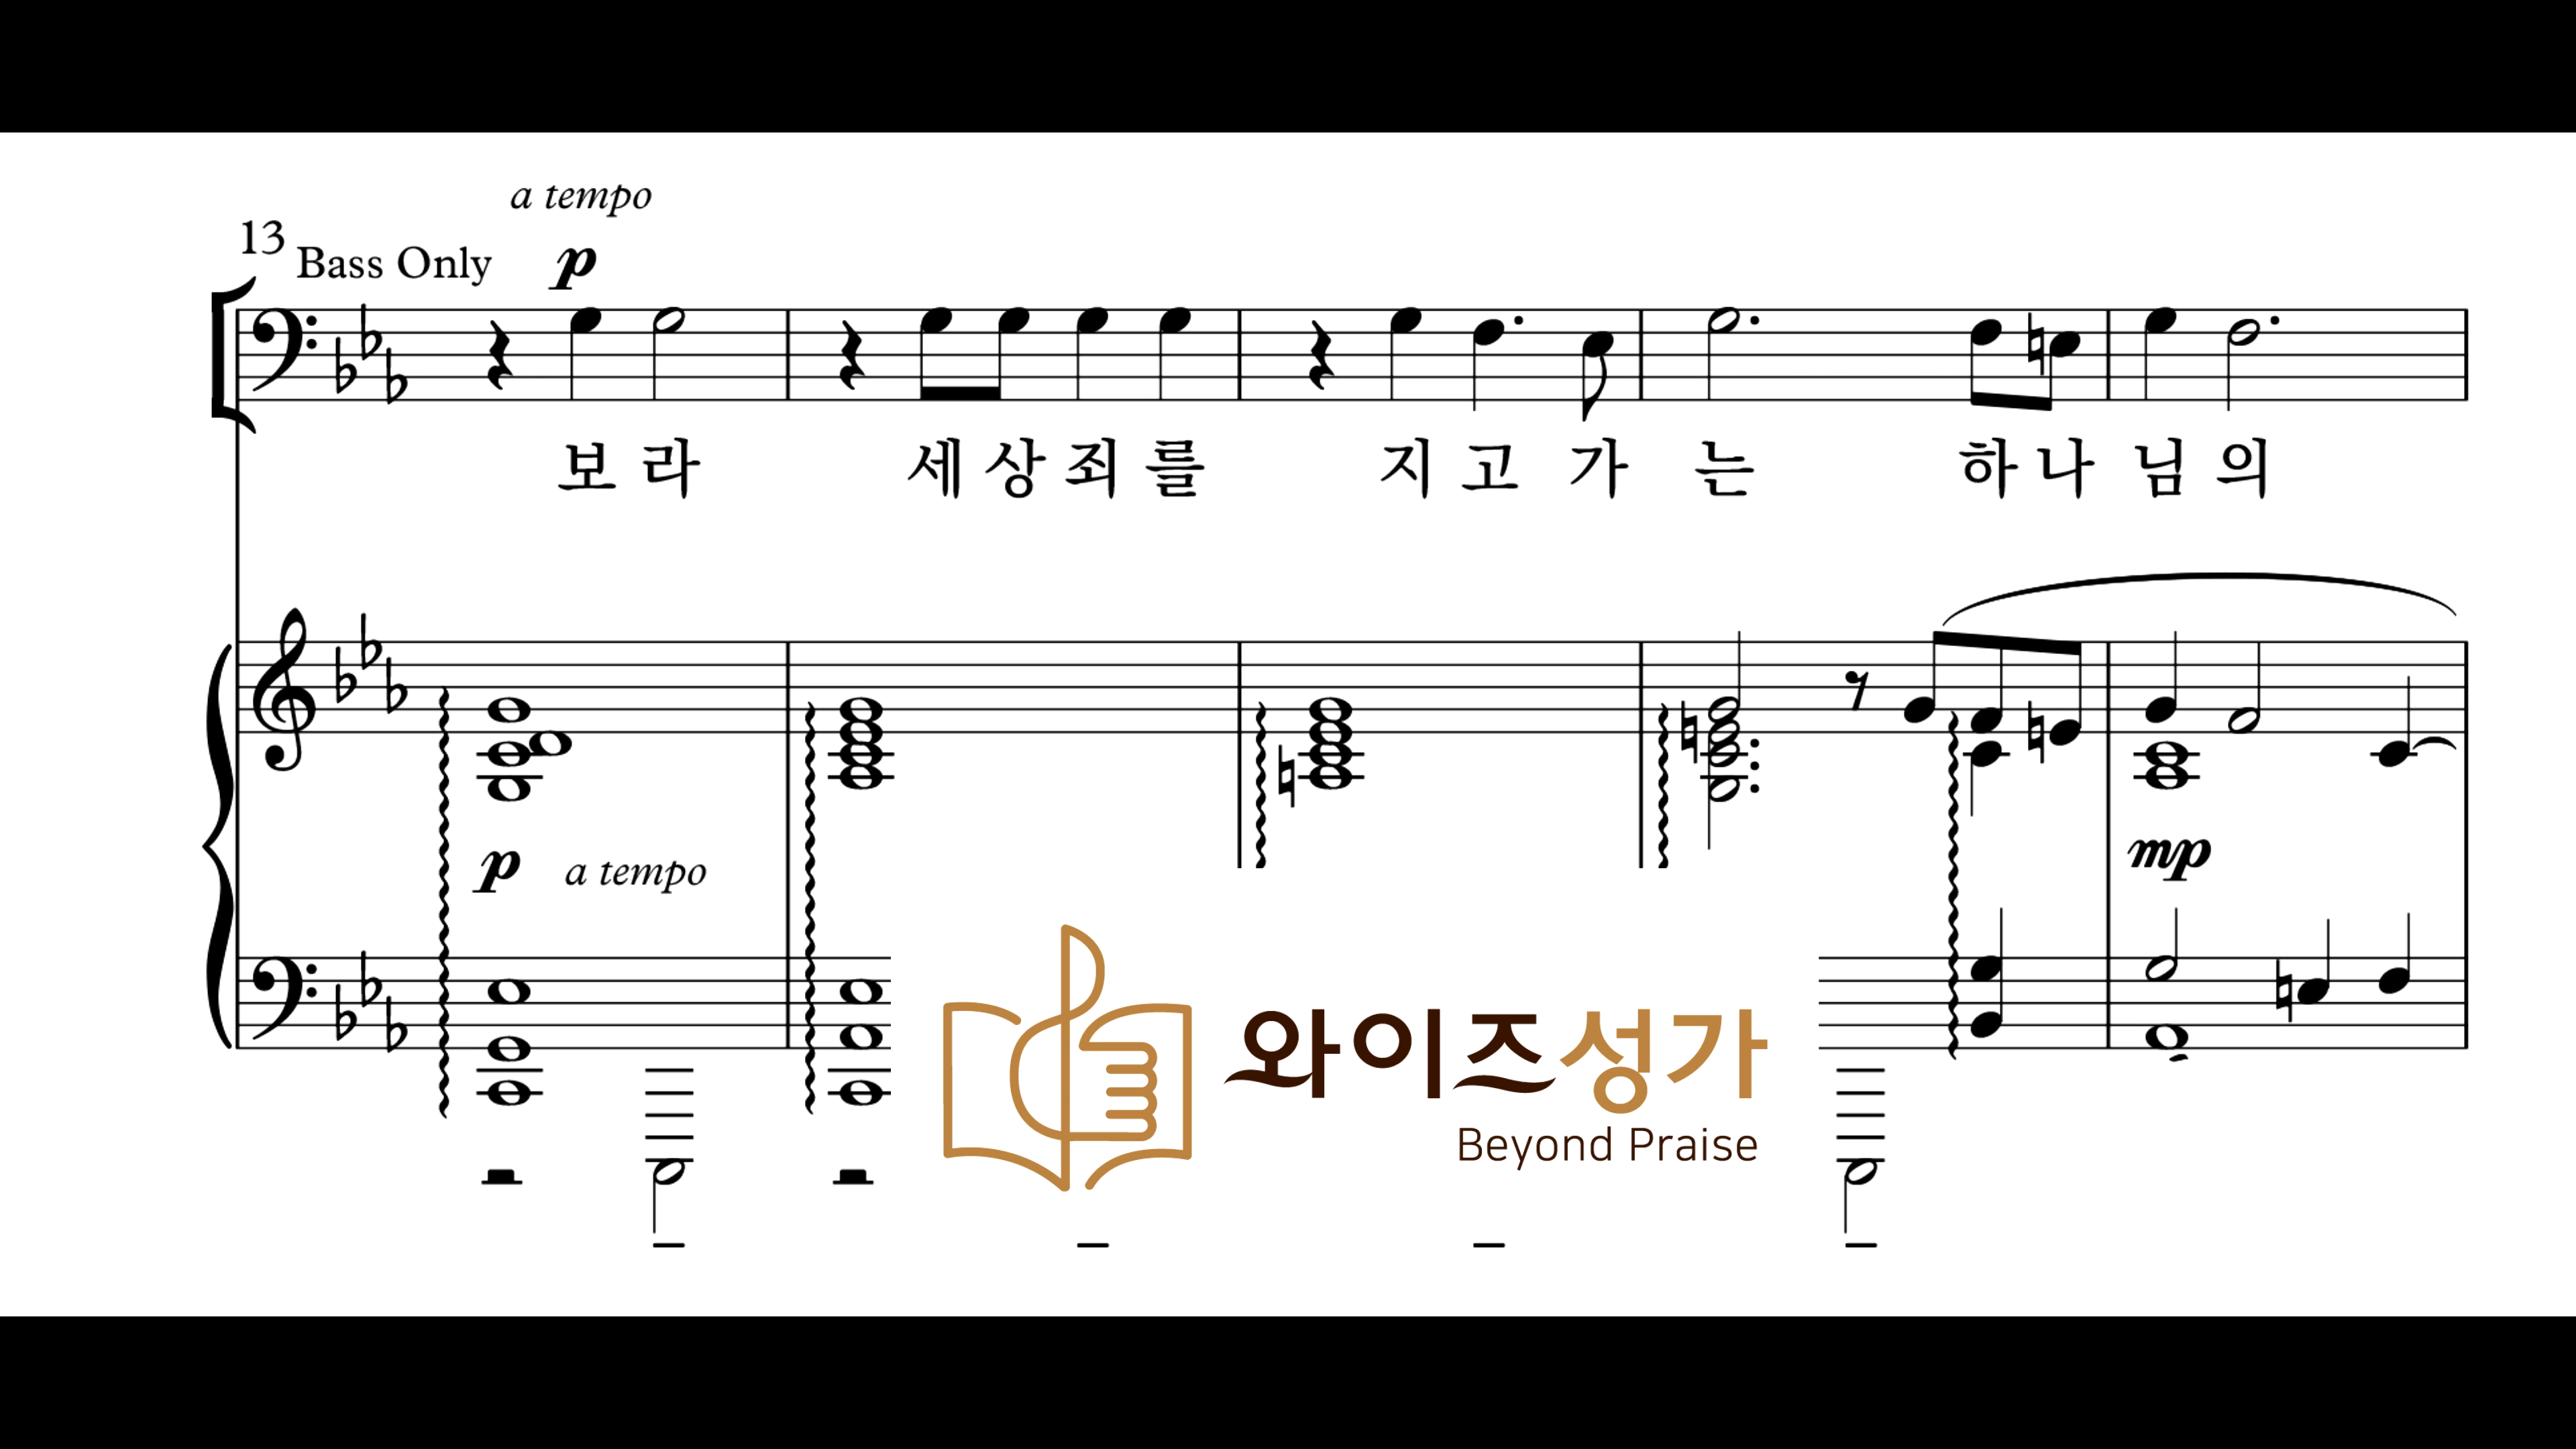 a tempo
13 Bass Only p
보 라 세 상 죄 를 지 고 가 는 하 나 님 의
p a tempo mp
와이즈성가
Beyond Praise